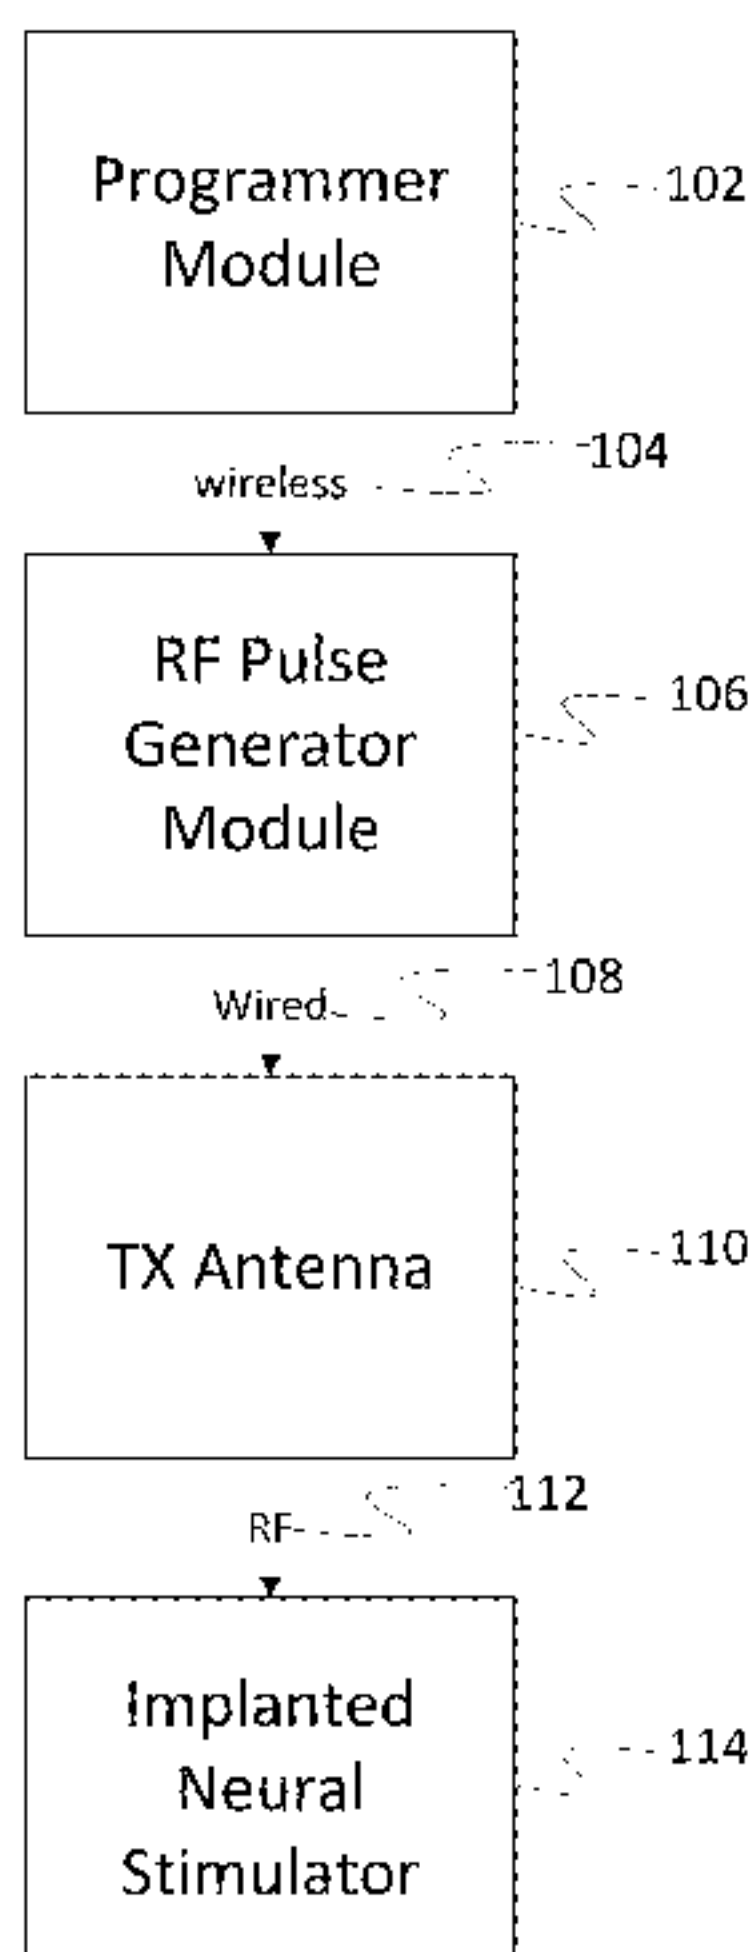 Programmer
Module
102
104
wireless
RF Pulse
Generator
Module
106
108
Wired
TX Antenna
110
112
RF
Implanted
Neural
Stimulator
114